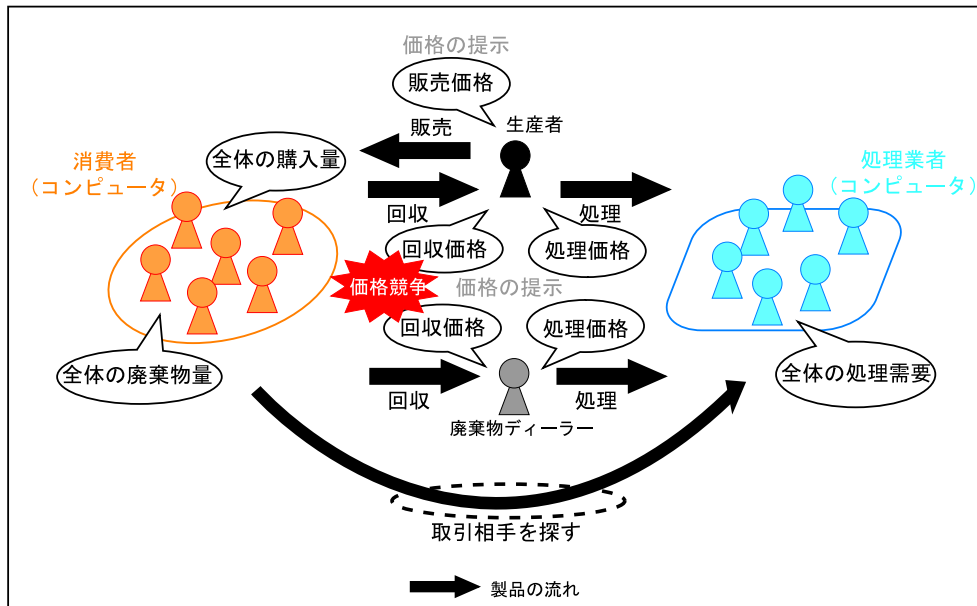 価格の提示
販売価格
生産者
販売
全体の購入量
消費者
（コンピュータ）
処理業者
（コンピュータ）
回収
処理
回収価格
処理価格
価格競争
価格の提示
回収価格
処理価格
全体の廃棄物量
全体の処理需要
回収
処理
廃棄物ディーラー
取引相手を探す
製品の流れ